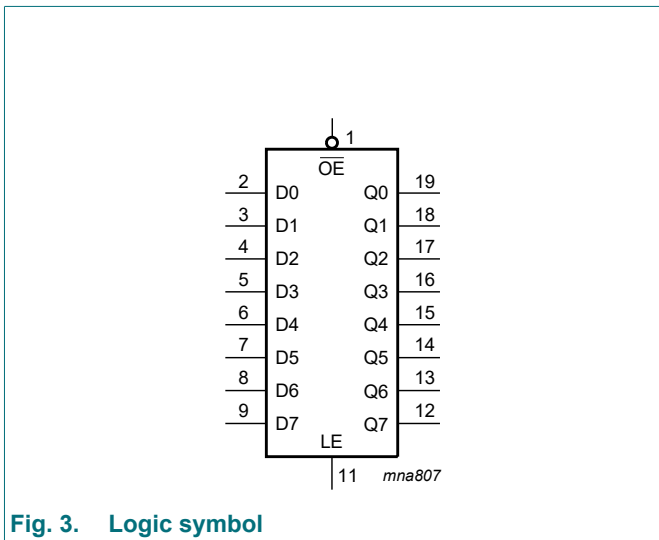 1
OE
2 D0 Q0 19
3 D1 Q1 18
4 D2 Q2 17
5 D3 Q3 16
6 D4 Q4 15
7 D5 Q5 14
8 D6 Q6 13
9 D7 Q7 12
LE
11 mna807
Fig. 3. Logic symbol